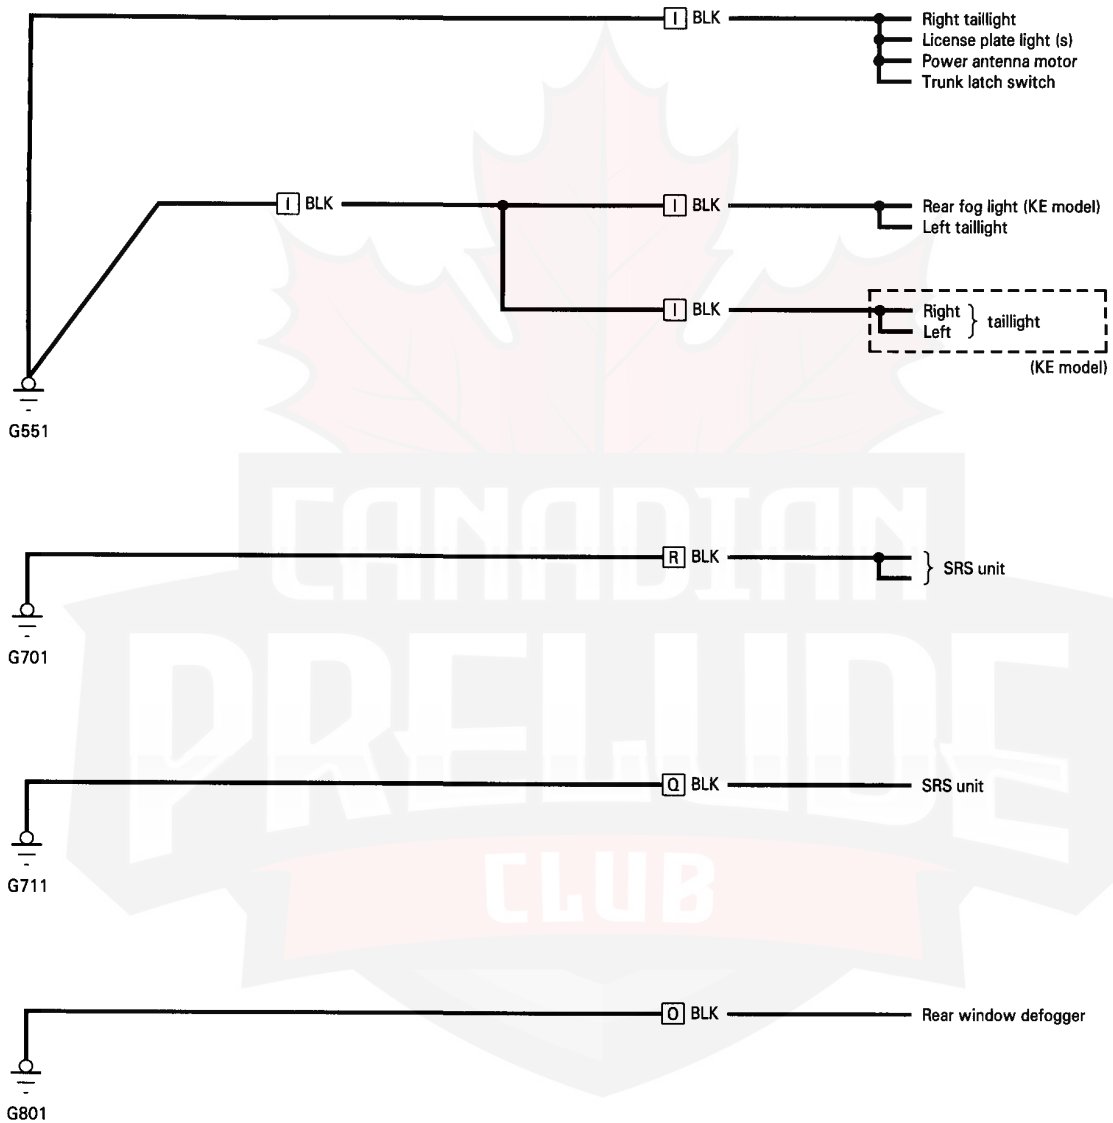 I BLK Right taillight
License plate light (s)
Power antenna motor
Trunk latch switch
I BLK I BLK Rear fog light (KE model)
Left taillight
I BLK Right } taillight
Left
(KE model)
G551
R BLK } SRS unit
G701
Q BLK SRS unit
G711
O BLK Rear window defogger
G801
CANADIAN
PRELUDE
CLUB